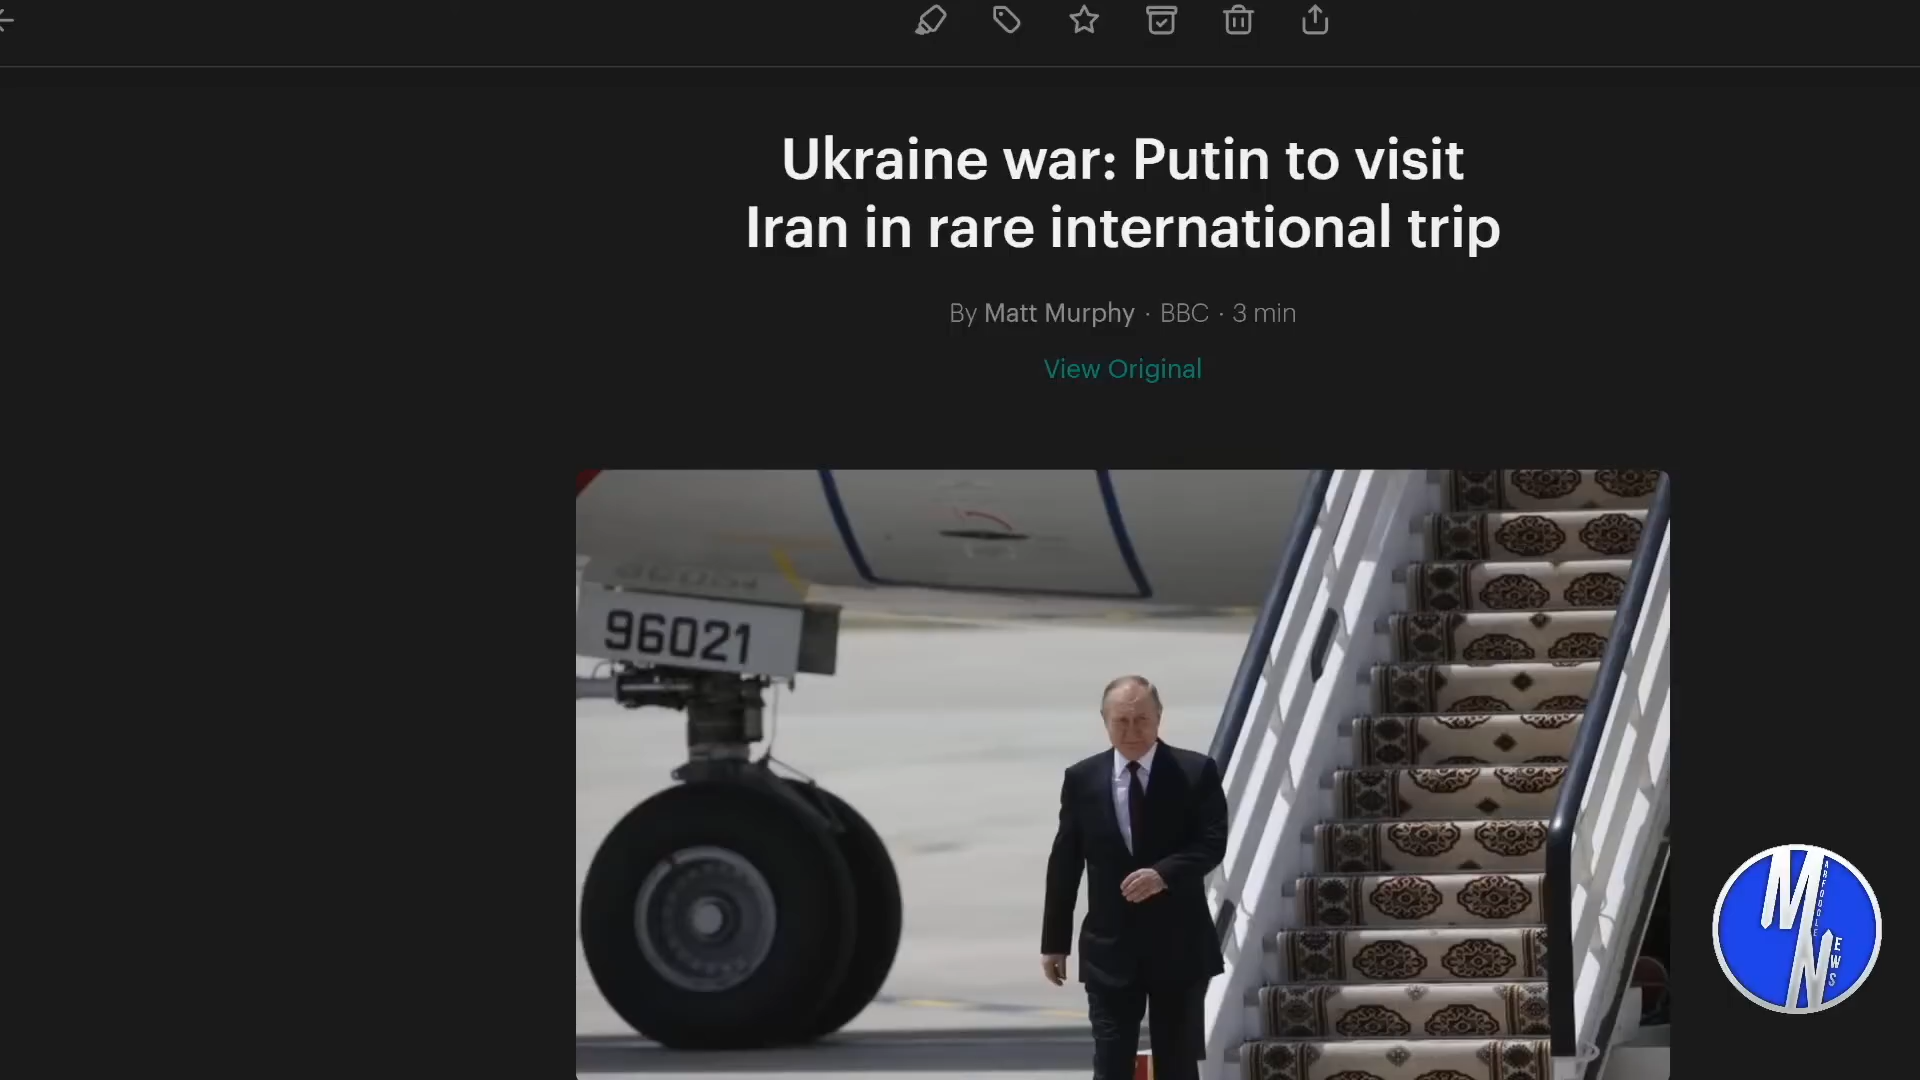 Ukraine war: Putin to visit
Iran in rare international trip
By Matt Murphy · BBC · 3 min
View Original
96021
M
N
EWS